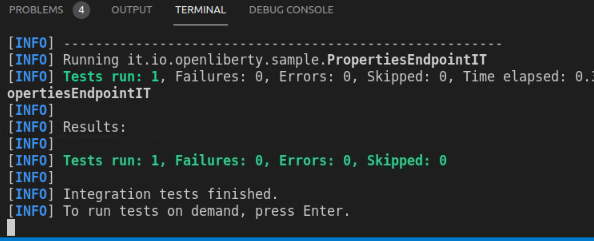 PROBLEMS 4 OUTPUT TERMINAL DEBUG CONSOLE
[INFO] -------------------------------------------------------
[INFO] Running it.io.openliberty.sample.PropertiesEndpointIT
[INFO] Tests run: 1, Failures: 0, Errors: 0, Skipped: 0, Time elapsed: 0.3
opertiesEndpointIT
[INFO]
[INFO] Results:
[INFO]
[INFO] Tests run: 1, Failures: 0, Errors: 0, Skipped: 0
[INFO]
[INFO] Integration tests finished.
[INFO] To run tests on demand, press Enter.